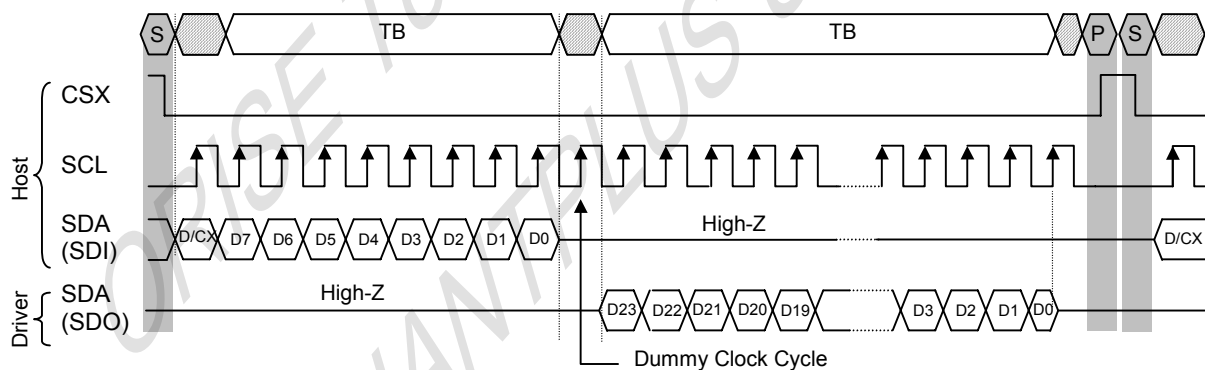 S TB TB P S
CSX
Host
SCL
SDA (SDI) D/CX D7 D6 D5 D4 D3 D2 D1 D0 High-Z D/CX
Driver
SDA (SDO) High-Z D23 D22 D21 D20 D19 D3 D2 D1 D0
Dummy Clock Cycle
ORISE